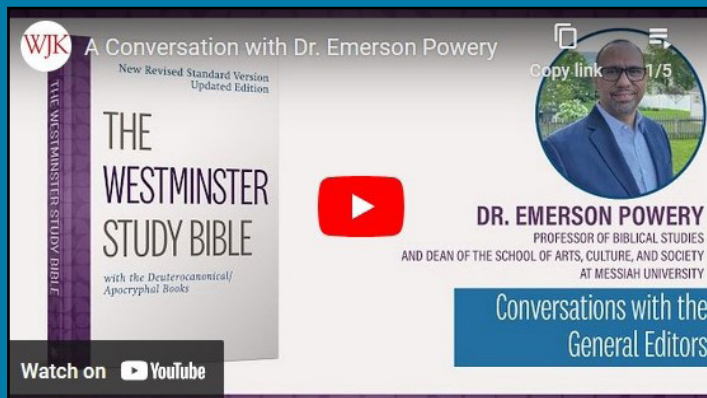 WJK
A Conversation with Dr. Emerson Powery
Copy link
1/5
THE WESTMINSTER STUDY BIBLE
New Revised Standard Version
Updated Edition
THE
WESTMINSTER
STUDY BIBLE
with the Deuterocanonical/
Apocryphal Books
DR. EMERSON POWERY
PROFESSOR OF BIBLICAL STUDIES
AND DEAN OF THE SCHOOL OF ARTS, CULTURE, AND SOCIETY
AT MESSIAH UNIVERSITY
Conversations with the
General Editors
Watch on YouTube